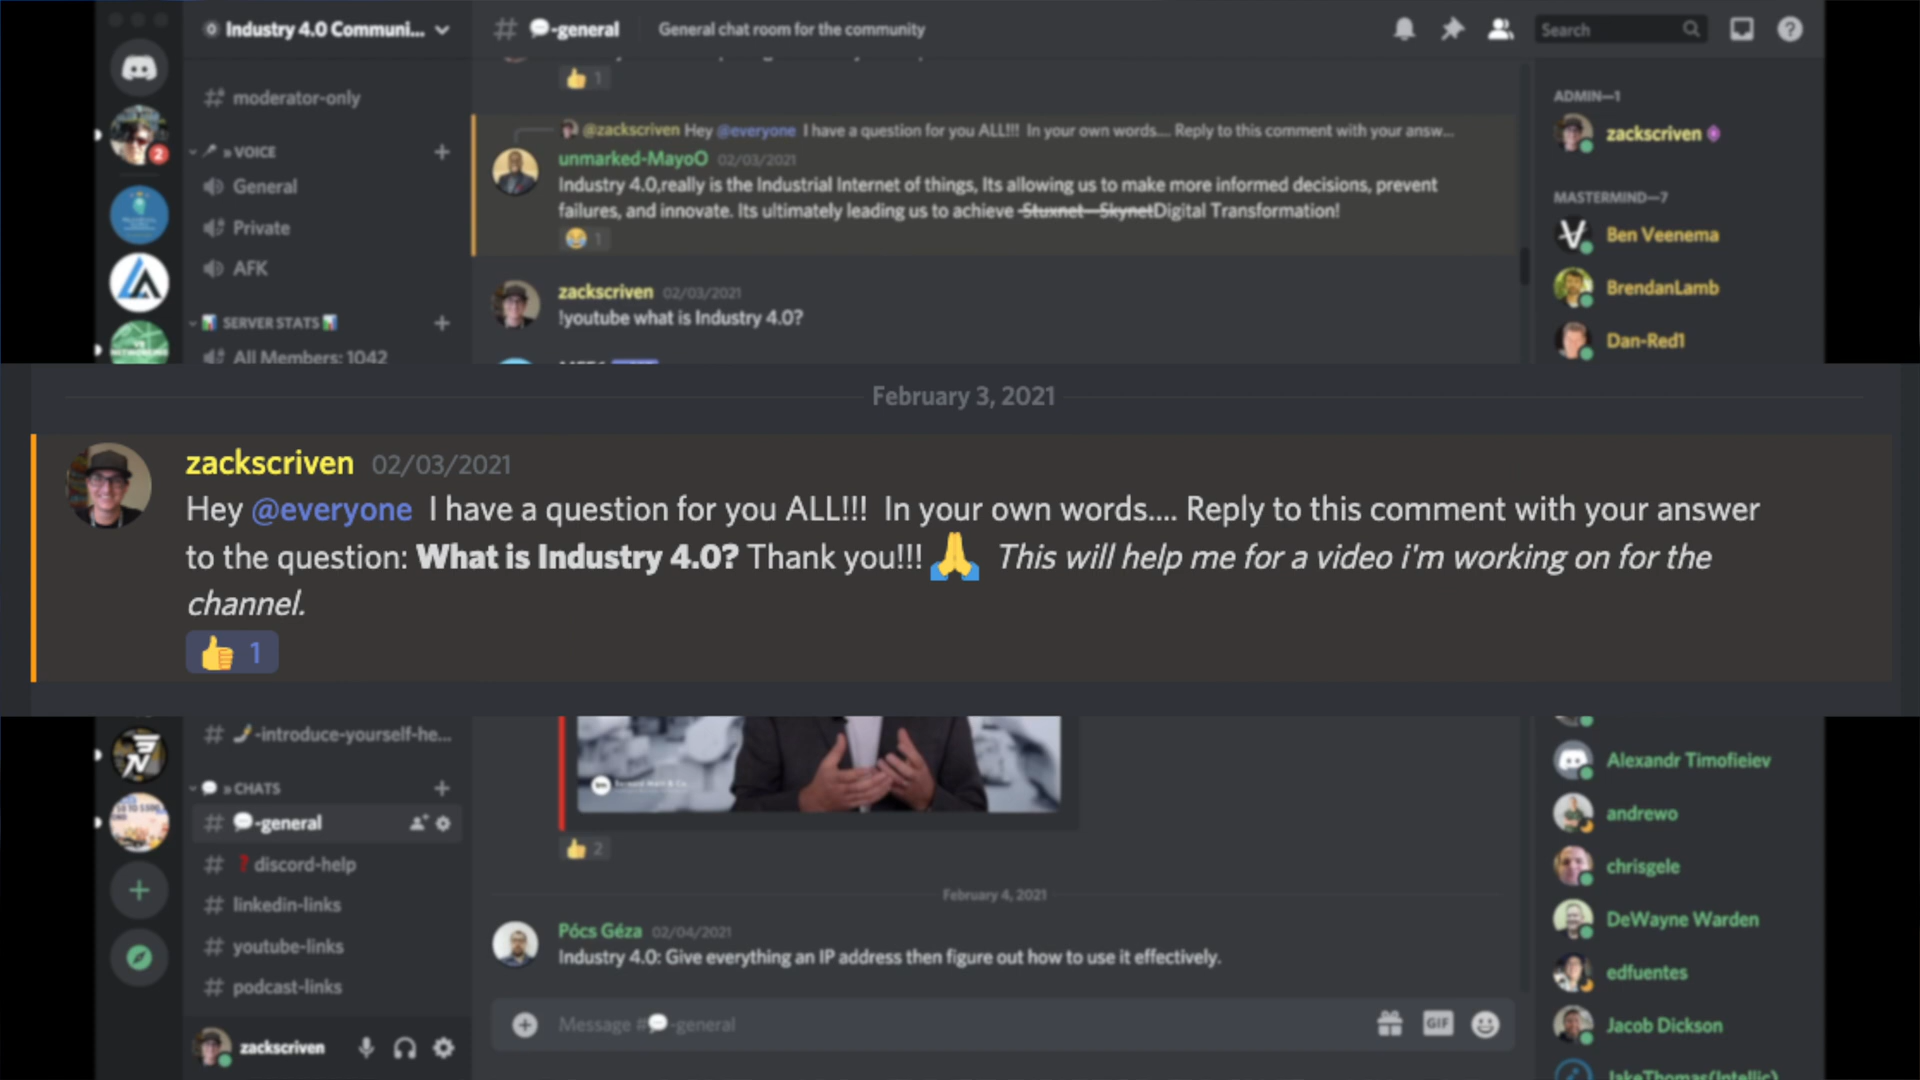 Industry 4.0 Communi...
# 💬-general
General chat room for the community
Search
moderator-only
» VOICE
General
Private
AFK
📊 SERVER STATS 📊
All Members: 1042
👍 1
@zackscriven Hey @everyone I have a question for you ALL!!! In your own words.... Reply to this comment with your answ...
unmarked-MayoO 02/03/2021
Industry 4.0,really is the Industrial Internet of things, Its allowing us to make more informed decisions, prevent
failures, and innovate. Its ultimately leading us to achieve Stuxnet Skynet Digital Transformation!
😂 1
zackscriven 02/03/2021
!youtube what is Industry 4.0?
ADMIN—1
zackscriven
MASTERMIND—7
Ben Veenema
BrendanLamb
Dan-Red1
February 3, 2021
zackscriven 02/03/2021
Hey @everyone I have a question for you ALL!!! In your own words.... Reply to this comment with your answer
to the question: What is Industry 4.0? Thank you!!! 🙏 This will help me for a video i'm working on for the
channel.
👍 1
# 🤳-introduce-yourself-he...
» CHATS
# 💬-general
# ❓discord-help
# linkedin-links
# youtube-links
# podcast-links
zackscriven
👍 2
February 4, 2021
Pócs Géza 02/04/2021
Industry 4.0: Give everything an IP address then figure out how to use it effectively.
Message #💬-general
GIF
Alexandr Timofieiev
andrewo
chrisgele
DeWayne Warden
edfuentes
Jacob Dickson
JakeThomas(Intellic)